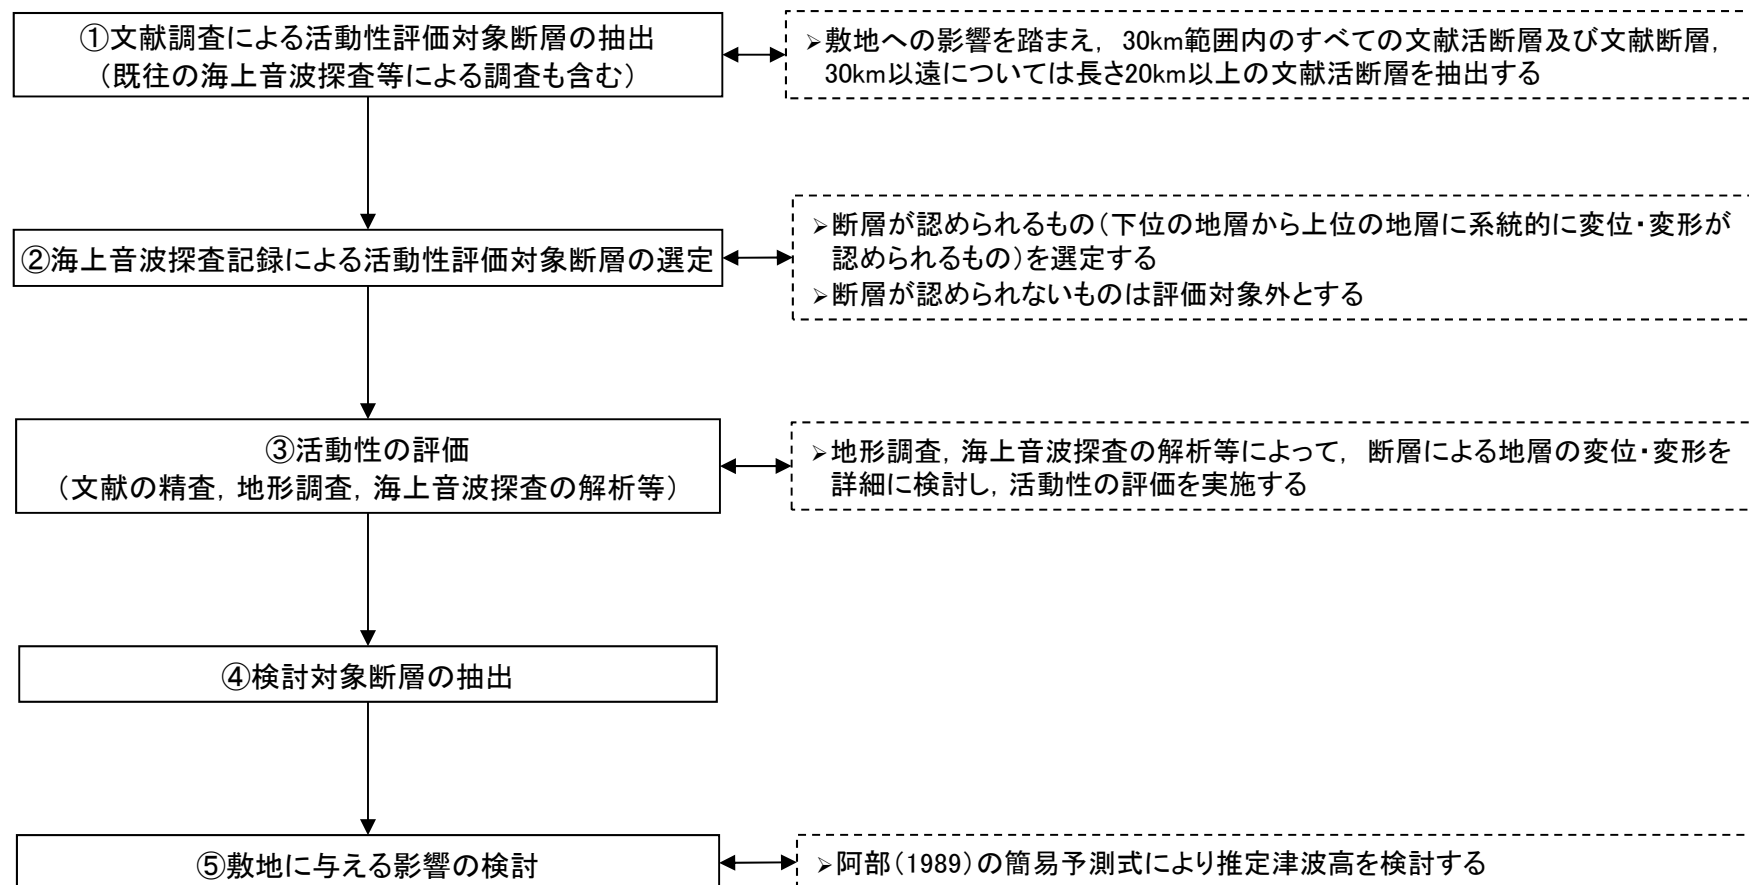 ①文献調査による活動性評価対象断層の抽出
（既往の海上音波探査等による調査も含む）
➢敷地への影響を踏まえ，30km範囲内のすべての文献活断層及び文献断層，
30km以遠については長さ20km以上の文献活断層を抽出する
②海上音波探査記録による活動性評価対象断層の選定
➢断層が認められるもの（下位の地層から上位の地層に系統的に変位・変形が
認められるもの）を選定する
➢断層が認められないものは評価対象外とする
③活動性の評価
（文献の精査，地形調査，海上音波探査の解析等）
➢地形調査，海上音波探査の解析等によって，断層による地層の変位・変形を
詳細に検討し，活動性の評価を実施する
④検討対象断層の抽出
⑤敷地に与える影響の検討
➢阿部（1989）の簡易予測式により推定津波高を検討する